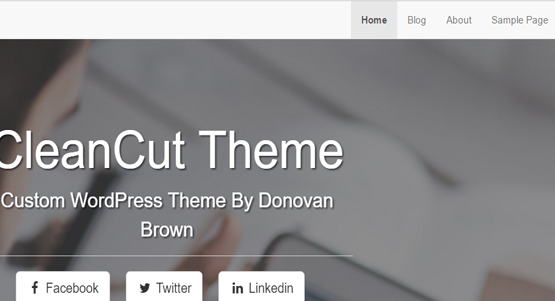 Home Blog About Sample Page
CleanCut Theme
Custom WordPress Theme By Donovan
Brown
Facebook Twitter Linkedin